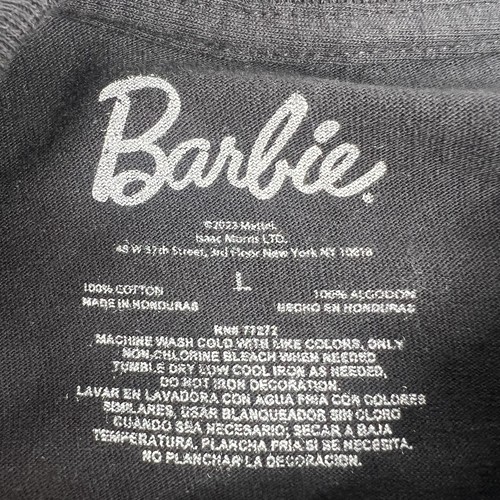 Barbie
©2023 Mattel.
Isaac Morris LTD.
48 W 37th Street, 3rd Floor New York NY 10018
L
100% COTTON 100% ALGODON
MADE IN HONDURAS HECHO EN HONDURAS
RN# 77272
MACHINE WASH COLD WITH LIKE COLORS, ONLY
NON-CHLORINE BLEACH WHEN NEEDED
TUMBLE DRY LOW COOL IRON AS NEEDED,
DO NOT IRON DECORATION.
LAVAR EN LAVADORA CON AGUA FRIA CON COLORES
SIMILARES, USAR BLANQUEADOR SIN CLORO
CUANDO SEA NECESARIO; SECAR A BAJA
TEMPERATURA. PLANCHA FRIA SI SE NECESITA.
NO PLANCHAR LA DECORACION.